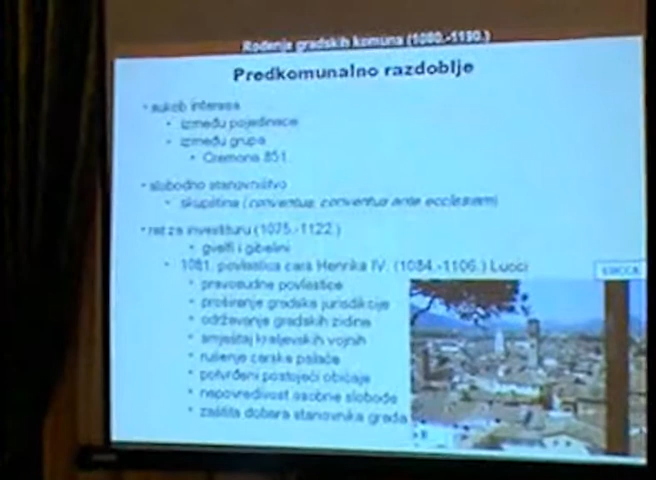 Rođenje gradskih komuna (1080.-1190.)
Predkomunalno razdoblje
• sukob interesa
• između pojedinaca
• između grupa
• Cremona 851.
• slobodno stanovništvo
• skupština (conventus, conventus ante ecclesiam)
• rat za investituru (1075.-1122.)
• gvelfi i gibelini
• 1081. povlastica cara Henrika IV. (1084.-1106.) Lucci
• pravosudne povlastice
• proširenje gradske jurisdikcije
• održavanje gradskih zidina
• smještaj kraljevskih vojnih
• rušenje carske palače
• potvrđeni postojeći običaje
• nepovredivost osobne slobode
• zaštita dobara stanovnika grada
LUCCA